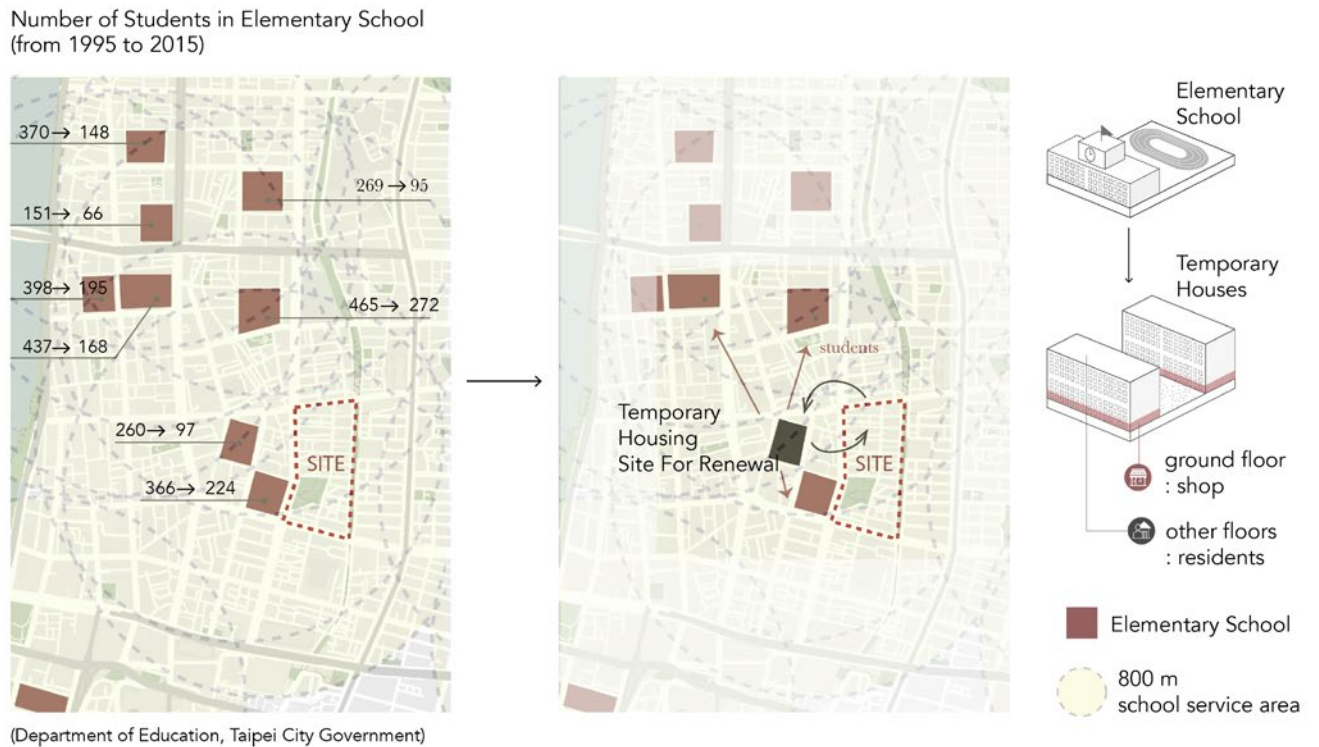 Number of Students in Elementary School
(from 1995 to 2015)
370→ 148
269→95
151→ 66
398→ 195
465→ 272
437→ 168
260→ 97
SITE
366→ 224
(Department of Education, Taipei City Government)
students
Temporary
Housing
Site For Renewal
SITE
Elementary
School
Temporary
Houses
ground floor
: shop
other floors
: residents
Elementary School
800 m
school service area